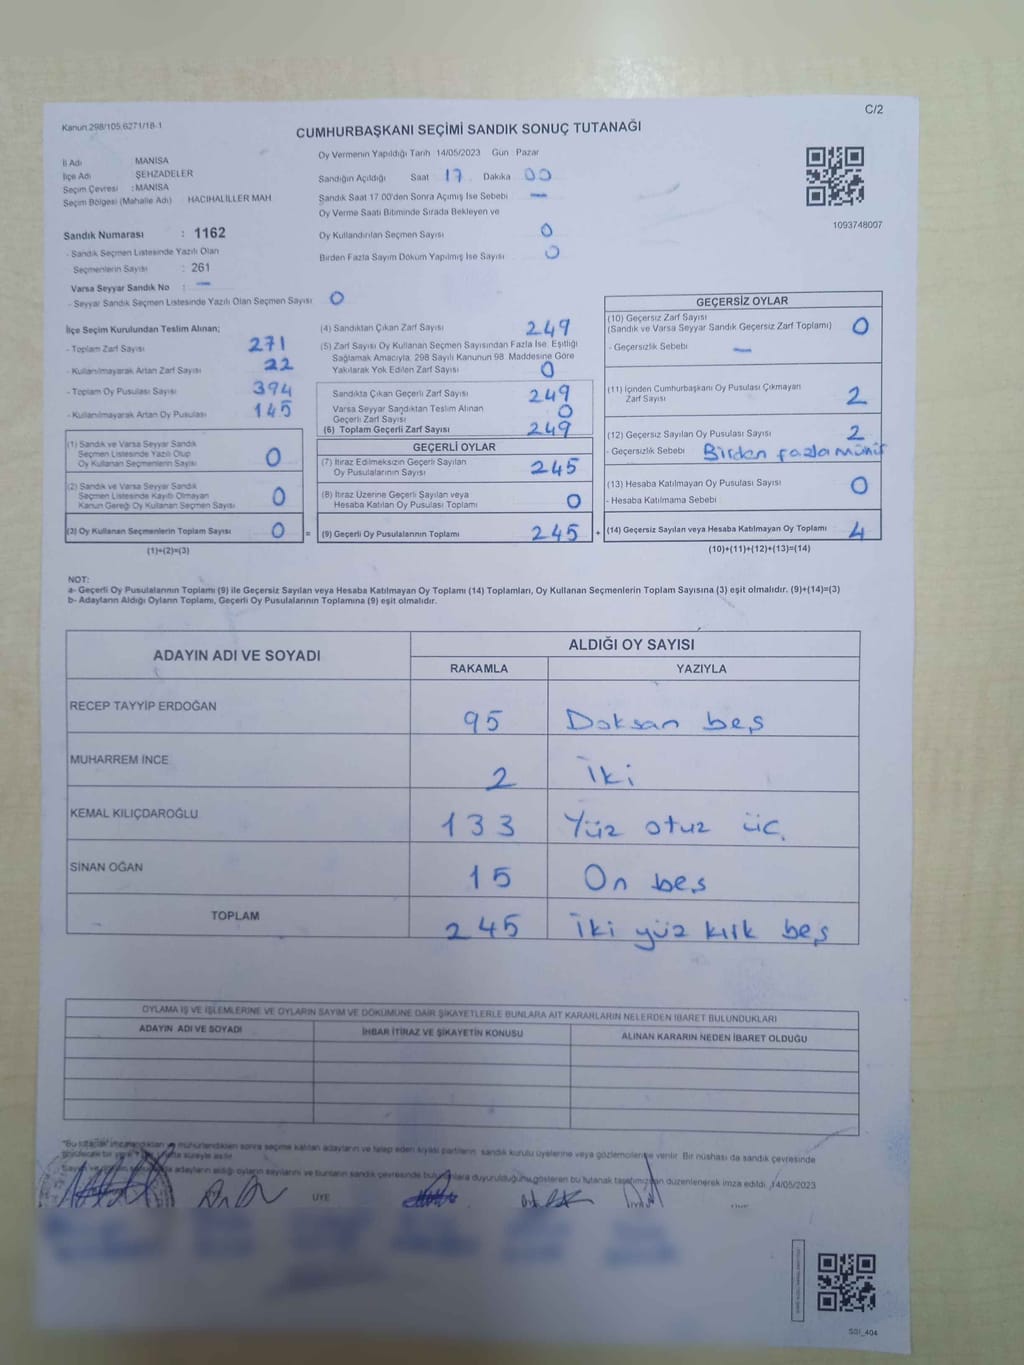 C/2
Kanun 298/105,6271/18-1
CUMHURBAŞKANI SEÇİMİ SANDIK SONUÇ TUTANAĞI
İl Adı MANİSA
İlçe Adı ŞEHZADELER
Seçim Çevresi : MANİSA
Seçim Bölgesi (Mahalle Adı) HACIHALİLLER MAH
Oy Vermenin Yapıldığı Tarih 14/05/2023 Gün Pazar
Sandığın Açıldığı Saat 17 Dakika 00
Sandık Saat 17.00'den Sonra Açımış İse Sebebi —
Oy Verme Saati Bitiminde Sırada Bekleyen ve
Oy Kullandırılan Seçmen Sayısı 0
Birden Fazla Sayım Döküm Yapılmış İse Sayısı 0
1093748007
Sandık Numarası : 1162
- Sandık Seçmen Listesinde Yazılı Olan
Seçmenlerin Sayısı : 261
Varsa Seyyar Sandık No : —
- Seyyar Sandık Seçmen Listesinde Yazılı Olan Seçmen Sayısı 0
İlçe Seçim Kurulundan Teslim Alınan;
- Toplam Zarf Sayısı 271
- Kullanılmayarak Artan Zarf Sayısı 22
- Toplam Oy Pusulası Sayısı 394
- Kullanılmayarak Artan Oy Pusulası 145
(1) Sandık ve Varsa Seyyar Sandık
Seçmen Listesinde Yazılı Olup
Oy Kullanan Seçmenlerin Sayısı 0
(2) Sandık ve Varsa Seyyar Sandık
Seçmen Listesinde Kayıtlı Olmayan
Kanun Gereği Oy Kullanan Seçmen Sayısı 0
(3) Oy Kullanan Seçmenlerin Toplam Sayısı 0 =
(1)+(2)=(3)
(4) Sandıktan Çıkan Zarf Sayısı 249
(5) Zarf Sayısı Oy Kullanan Seçmen Sayısından Fazla İse, Eşitliği
Sağlamak Amacıyla, 298 Sayılı Kanunun 98. Maddesine Göre
Yakılarak Yok Edilen Zarf Sayısı 0
Sandıkta Çıkan Geçerli Zarf Sayısı 249
Varsa Seyyar Sandıktan Teslim Alınan
Geçerli Zarf Sayısı 0
(6) Toplam Geçerli Zarf Sayısı 249
GEÇERLİ OYLAR
(7) İtiraz Edilmeksizin Geçerli Sayılan
Oy Pusulalarının Sayısı 245
(8) İtiraz Üzerine Geçerli Sayılan veya
Hesaba Katılan Oy Pusulası Toplamı 0
(9) Geçerli Oy Pusulalarının Toplamı 245 +
GEÇERSİZ OYLAR
(10) Geçersiz Zarf Sayısı
(Sandık ve Varsa Seyyar Sandık Geçersiz Zarf Toplamı) 0
- Geçersizlik Sebebi —
(11) İçinden Cumhurbaşkanı Oy Pusulası Çıkmayan
Zarf Sayısı 2
(12) Geçersiz Sayılan Oy Pusulası Sayısı 2
- Geçersizlik Sebebi Birden fazla mühür
(13) Hesaba Katılmayan Oy Pusulası Sayısı 0
- Hesaba Katılmama Sebebi
(14) Geçersiz Sayılan veya Hesaba Katılmayan Oy Toplamı 4
(10)+(11)+(12)+(13)=(14)
NOT:
a- Geçerli Oy Pusulalarının Toplamı (9) ile Geçersiz Sayılan veya Hesaba Katılmayan Oy Toplamı (14) Toplamları, Oy Kullanan Seçmenlerin Toplam Sayısına (3) eşit olmalıdır. (9)+(14)=(3)
b- Adayların Aldığı Oyların Toplamı, Geçerli Oy Pusulalarının Toplamına (9) eşit olmalıdır.
ADAYIN ADI VE SOYADI ALDIĞI OY SAYISI
RAKAMLA YAZIYLA
RECEP TAYYİP ERDOĞAN 95 Doksan beş
MUHARREM İNCE 2 İki
KEMAL KILIÇDAROĞLU 133 Yüz otuz üç
SİNAN OĞAN 15 On beş
TOPLAM 245 İki yüz kırk beş
OYLAMA İŞ VE İŞLEMLERİNE VE OYLARIN SAYIM VE DÖKÜMÜNE DAİR ŞİKAYETLERLE BUNLARA AİT KARARLARIN NELERDEN İBARET BULUNDUKLARI
ADAYIN ADI VE SOYADI İHBAR İTİRAZ VE ŞİKAYETİN KONUSU ALINAN KARARIN NEDEN İBARET OLDUĞU
"Bu tutanak imzalandıktan ve mühürlendikten sonra seçime katılan adayların ve talep eden siyasi partilerin sandık kurulu üyelerine veya gözlemcilerine verilir. Bir nüshası da sandık çevresinde
süreyle asılır.
adayların aldığı oyların sayılarını ve bunların sandık çevresinde duyurulduğunu gösteren bu tutanak düzenlenerek imza edildi. 14/05/2023
ÜYE
SSI_404